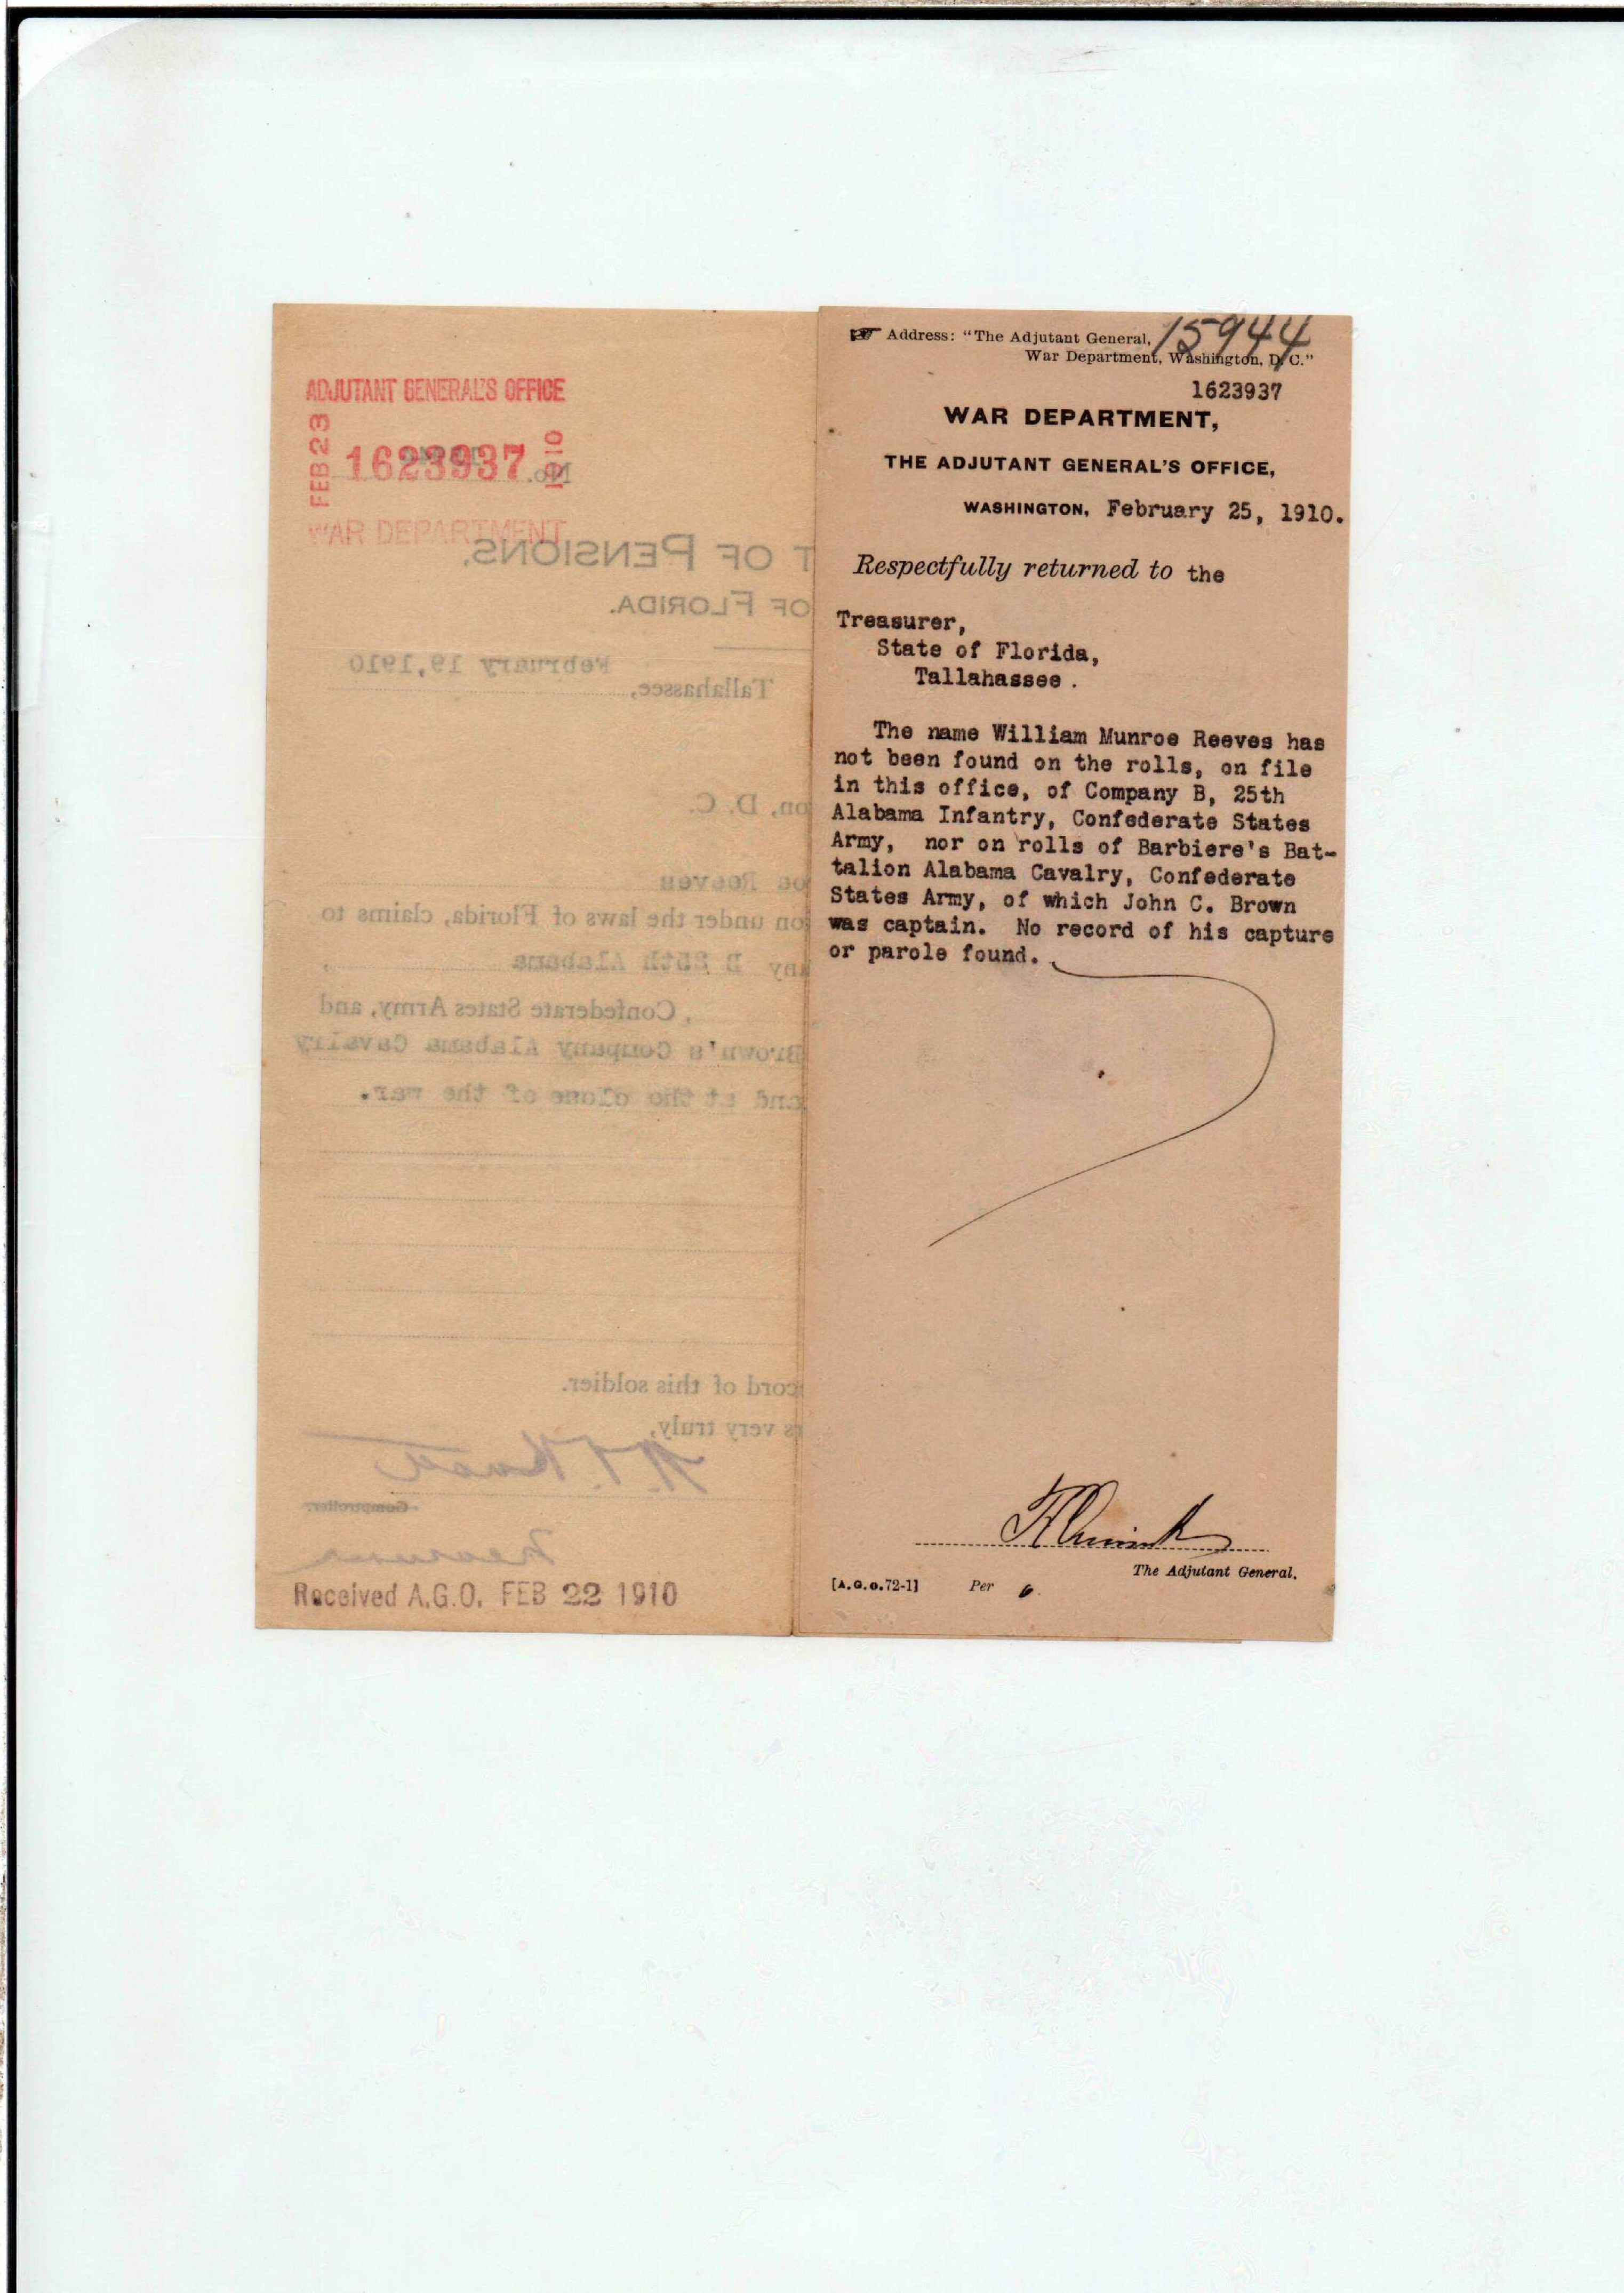 ADJUTANT GENERAL'S OFFICE
FEB 23
1623937
1910
WAR DEPARTMENT
No.
T OF PENSIONS,
OF FLORIDA.
Tallahassee, February 19,1910
on, D. C.
oe Reeves
on under the laws of Florida, claims to
any B 25th Alabama ,
, Confederate States Army, and
Brown's Company Alabama Cavalry
and at the close of the war.
cord of this soldier.
s very truly,
W.V. Knott
Comptroller.
Treasurer
Received A.G.O. FEB 22 1910
Address: "The Adjutant General,
War Department, Washington, D. C."
15944
1623937
WAR DEPARTMENT,
THE ADJUTANT GENERAL'S OFFICE,
WASHINGTON, February 25, 1910.
Respectfully returned to the
Treasurer,
State of Florida,
Tallahassee.
The name William Munroe Reeves has
not been found on the rolls, on file
in this office, of Company B, 25th
Alabama Infantry, Confederate States
Army, nor on rolls of Barbiere's Bat-
talion Alabama Cavalry, Confederate
States Army, of which John C. Brown
was captain. No record of his capture
or parole found.
The Adjutant General.
[A.G.O.72-1] Per